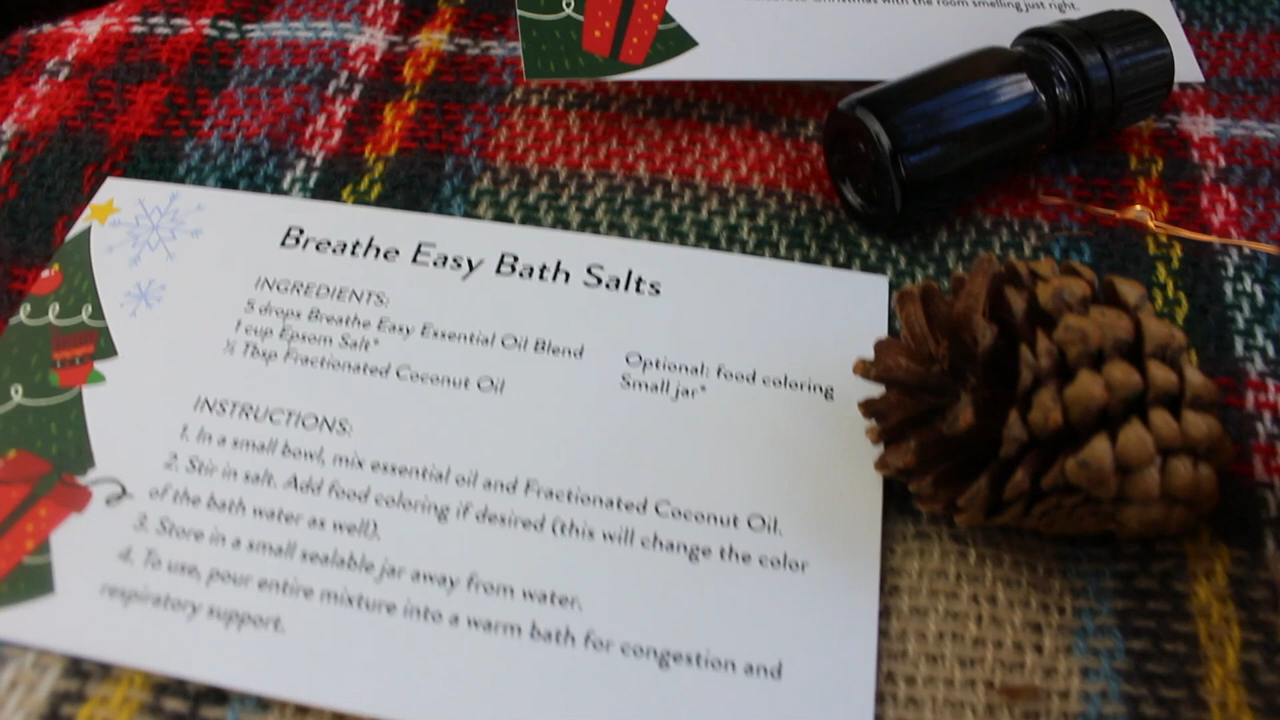 Christmas with the room smelling just right.
Breathe Easy Bath Salts
INGREDIENTS:
5 drops Breathe Easy Essential Oil Blend
1 cup Epsom Salt*
Tbsp Fractionated Coconut Oil
Optional: food coloring
Small jar*
INSTRUCTIONS:
1. In a small bowl, mix essential oil and Fractionated Coconut Oil.
2. Stir in salt. Add food coloring if desired (this will change the color
of the bath water as well).
3. Store in a small sealable jar away from water.
4. To use, pour entire mixture into a warm bath for congestion and
respiratory support.